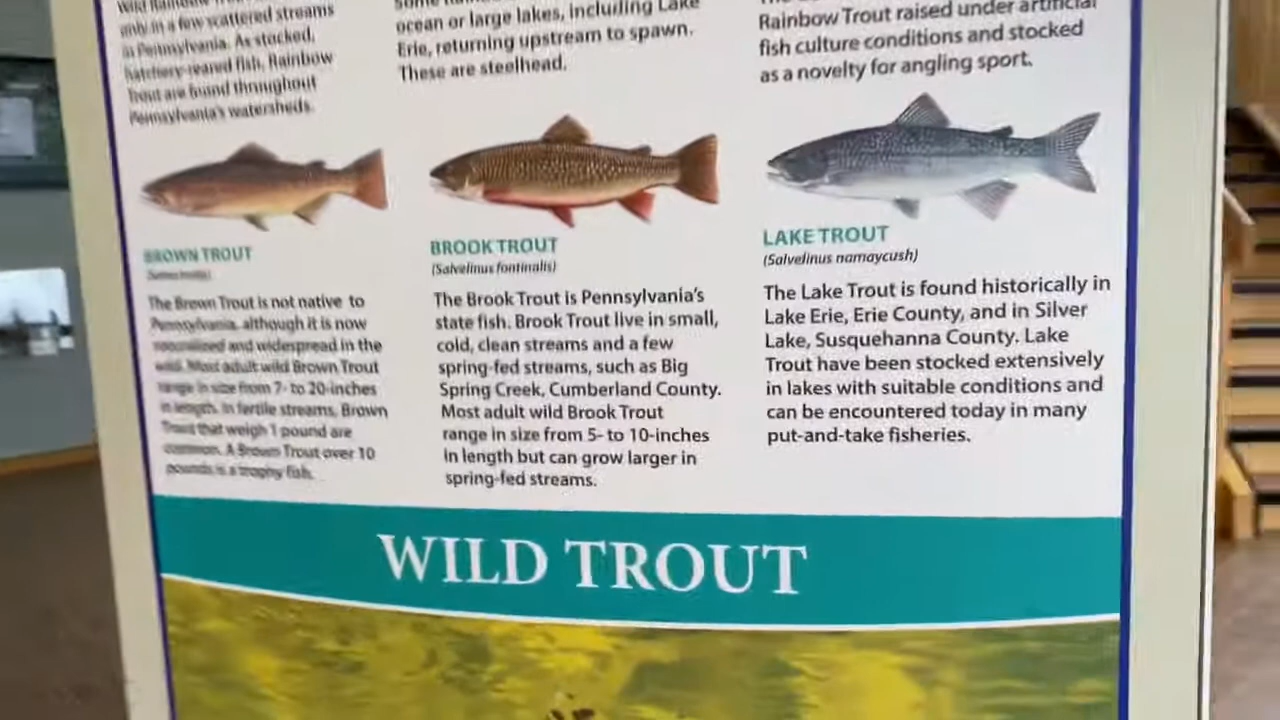 only in a few scattered streams
in Pennsylvania. As stocked,
hatchery-reared fish, Rainbow
Trout are found throughout
Pennsylvania's watersheds.
ocean or large lakes, including Lake
Erie, returning upstream to spawn.
These are steelhead.
Rainbow Trout raised under artificial
fish culture conditions and stocked
as a novelty for angling sport.
BROWN TROUT
The Brown Trout is not native to
Pennsylvania, although it is now
naturalized and widespread in the
wild. Most adult wild Brown Trout
range in size from 7- to 20-inches
in length. In fertile streams, Brown
Trout that weigh 1 pound are
common. A Brown Trout over 10
pounds is a trophy fish.
BROOK TROUT
(Salvelinus fontinalis)
The Brook Trout is Pennsylvania's
state fish. Brook Trout live in small,
cold, clean streams and a few
spring-fed streams, such as Big
Spring Creek, Cumberland County.
Most adult wild Brook Trout
range in size from 5- to 10-inches
in length but can grow larger in
spring-fed streams.
LAKE TROUT
(Salvelinus namaycush)
The Lake Trout is found historically in
Lake Erie, Erie County, and in Silver
Lake, Susquehanna County. Lake
Trout have been stocked extensively
in lakes with suitable conditions and
can be encountered today in many
put-and-take fisheries.
WILD TROUT